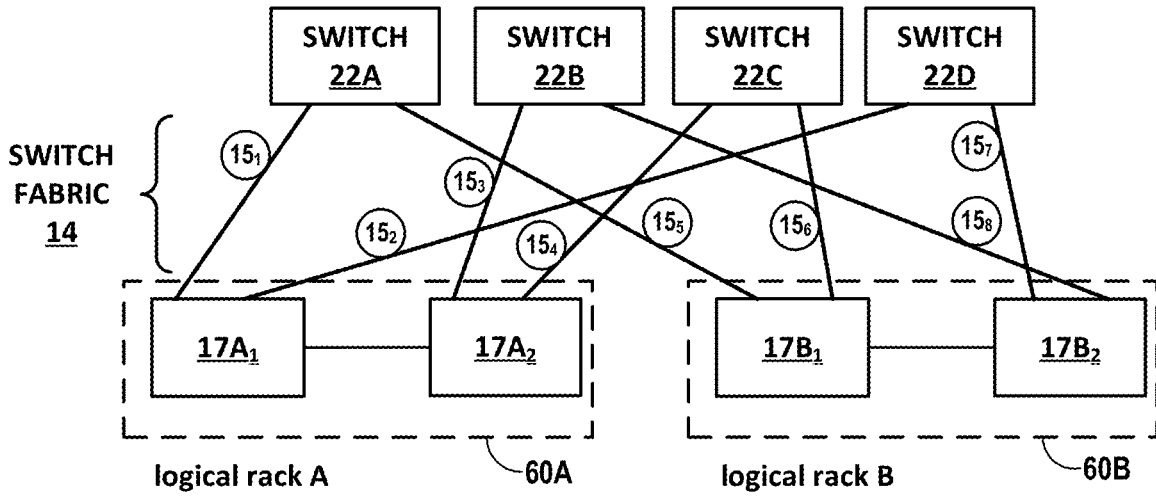 SWITCH
22A
SWITCH
22B
SWITCH
22C
SWITCH
22D
SWITCH
FABRIC
14
15₁
15₂
15₃
15₄
15₅
15₆
15₇
15₈
17A₁
17A₂
17B₁
17B₂
logical rack A
60A
logical rack B
60B